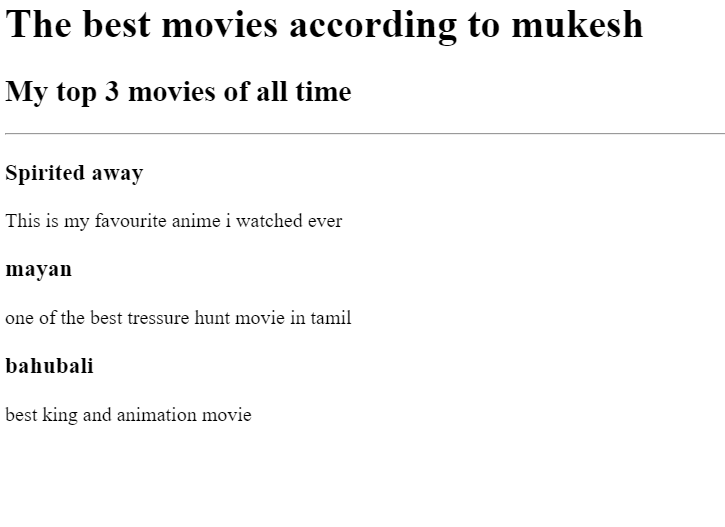 The best movies according to mukesh
My top 3 movies of all time
Spirited away
This is my favourite anime i watched ever
mayan
one of the best tressure hunt movie in tamil
bahubali
best king and animation movie